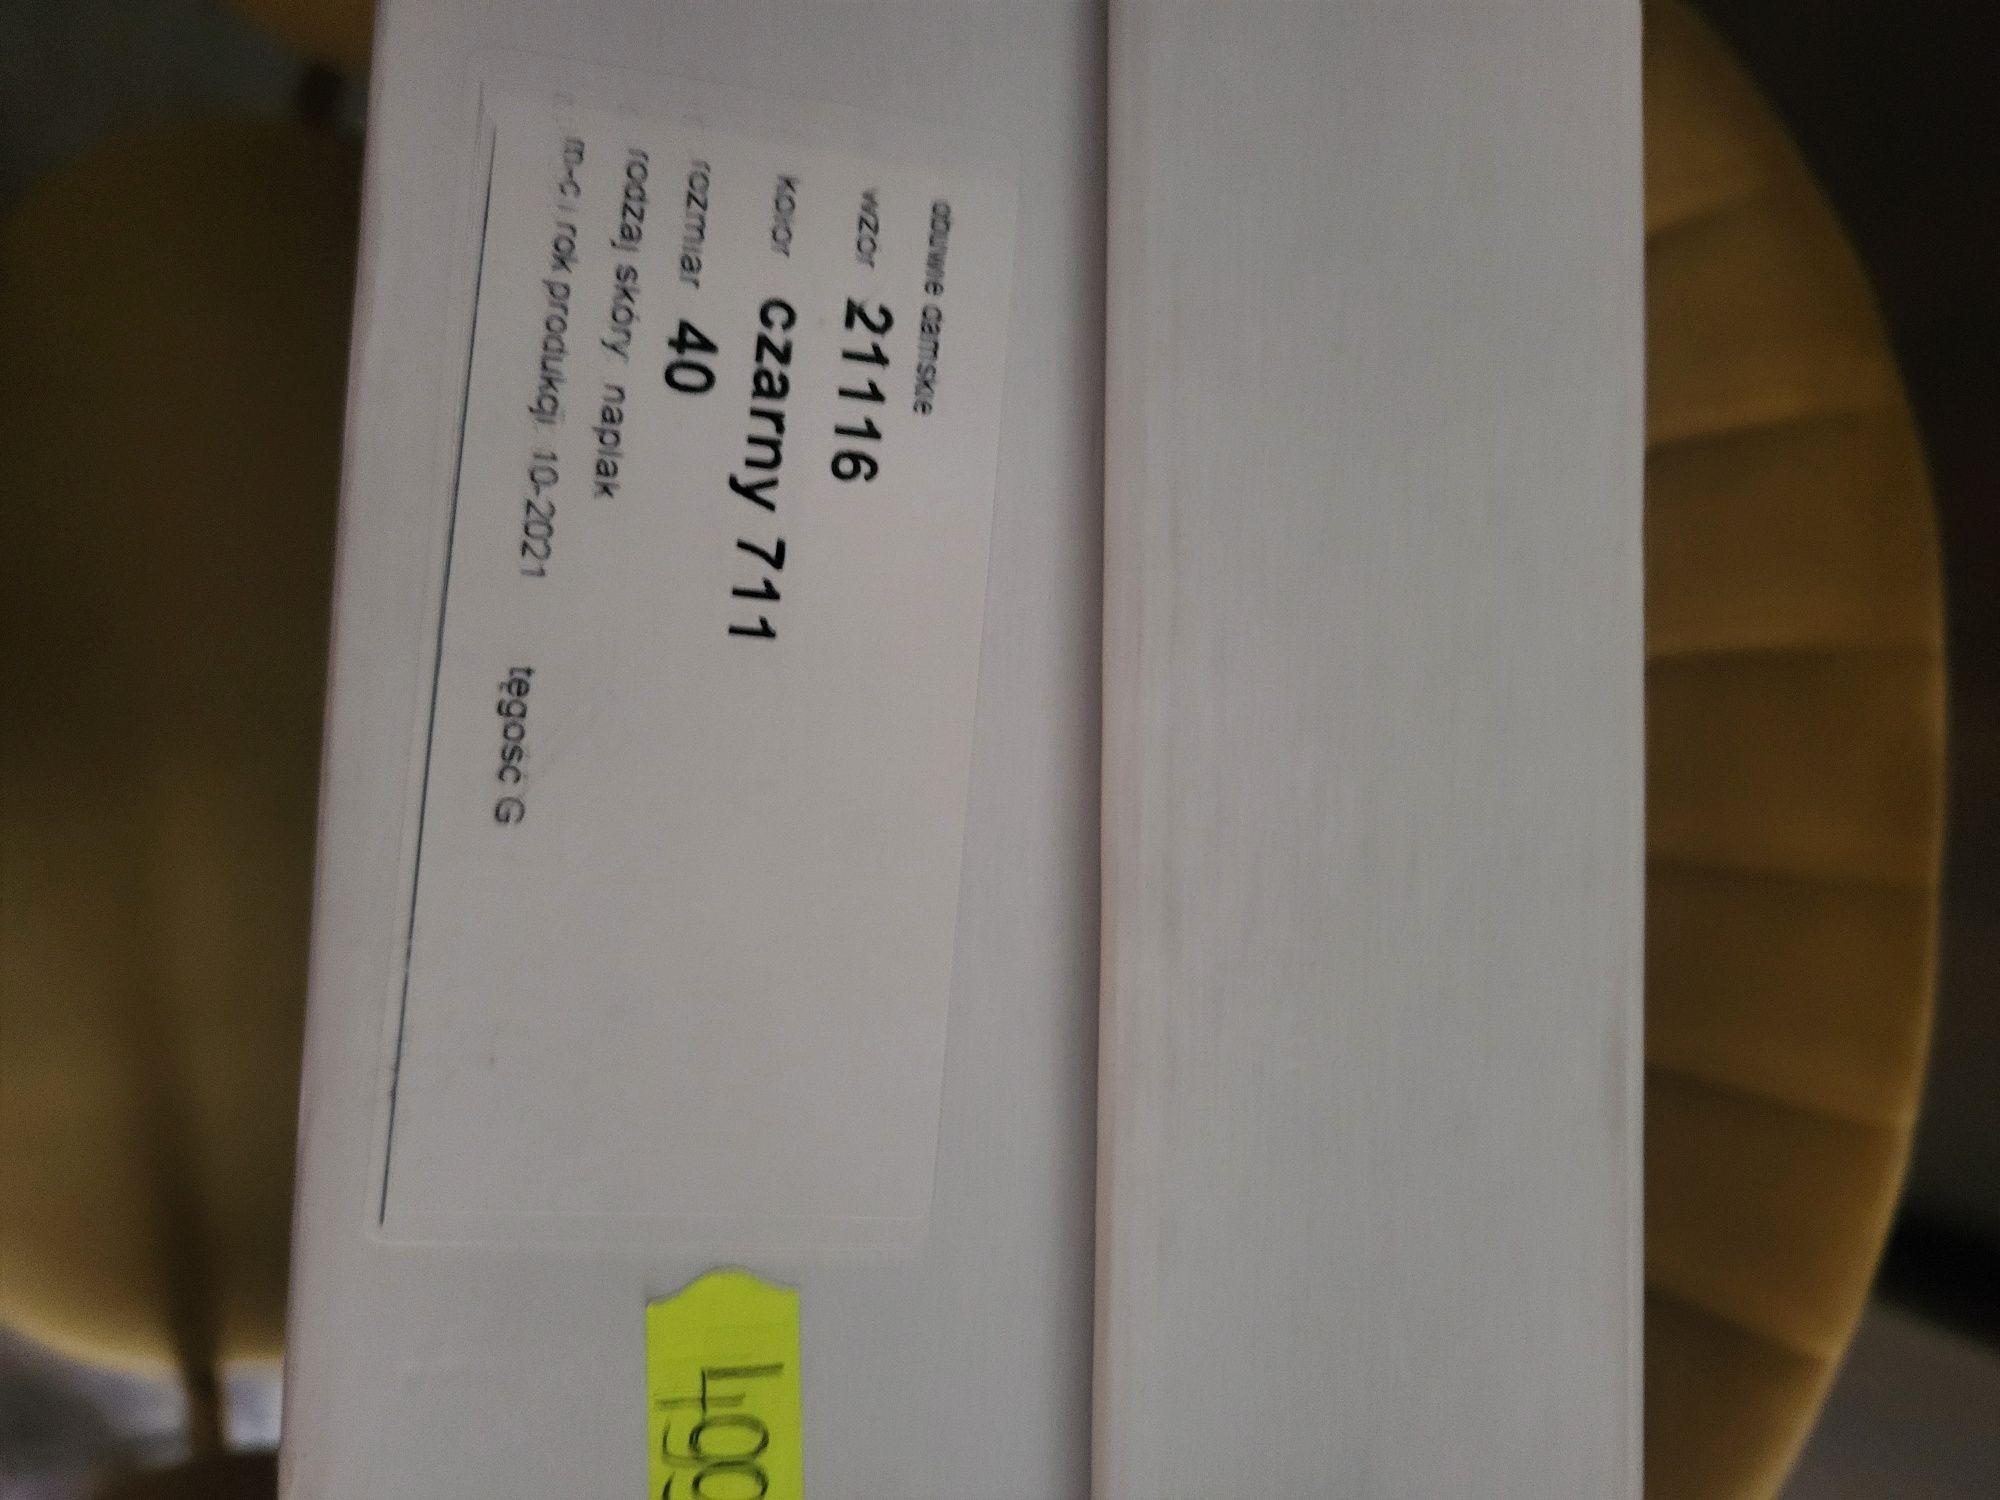 obuwie damskie
wzór 21116
kolor czarny 711
rozmiar 40
rodzaj skóry naplak
m-c i rok produkcji 10-2021 tęgość G